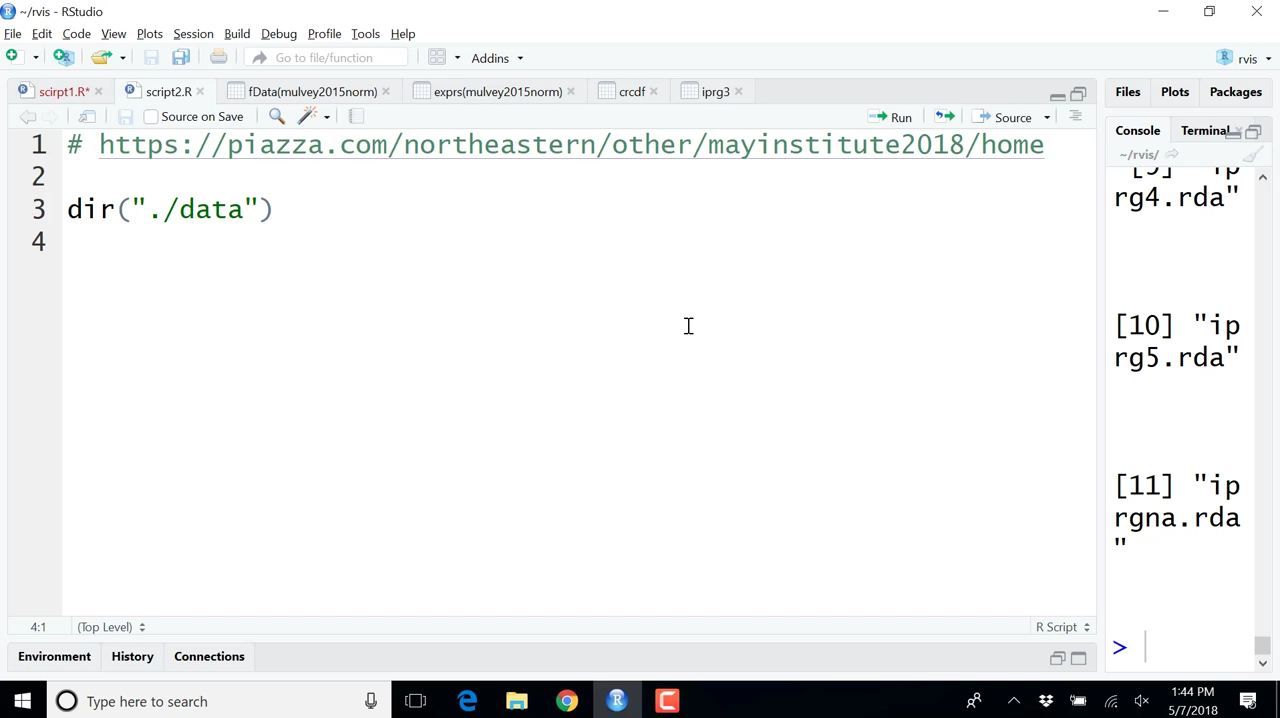 ~/rvis - RStudio
File Edit Code View Plots Session Build Debug Profile Tools Help
Go to file/function
Addins
rvis
scirpt1.R*
script2.R
fData(mulvey2015norm)
exprs(mulvey2015norm)
crcdf
iprg3
Files
Plots
Packages
Source on Save
Run
Source
Console
Terminal
~/rvis/
1 # https://piazza.com/northeastern/other/mayinstitute2018/home
2
3 dir("./data")
4
[9] "ip
rg4.rda"
[10] "ip
rg5.rda"
[11] "ip
rgna.rda
"
>
4:1
(Top Level)
R Script
Environment
History
Connections
Type here to search
1:44 PM
5/7/2018